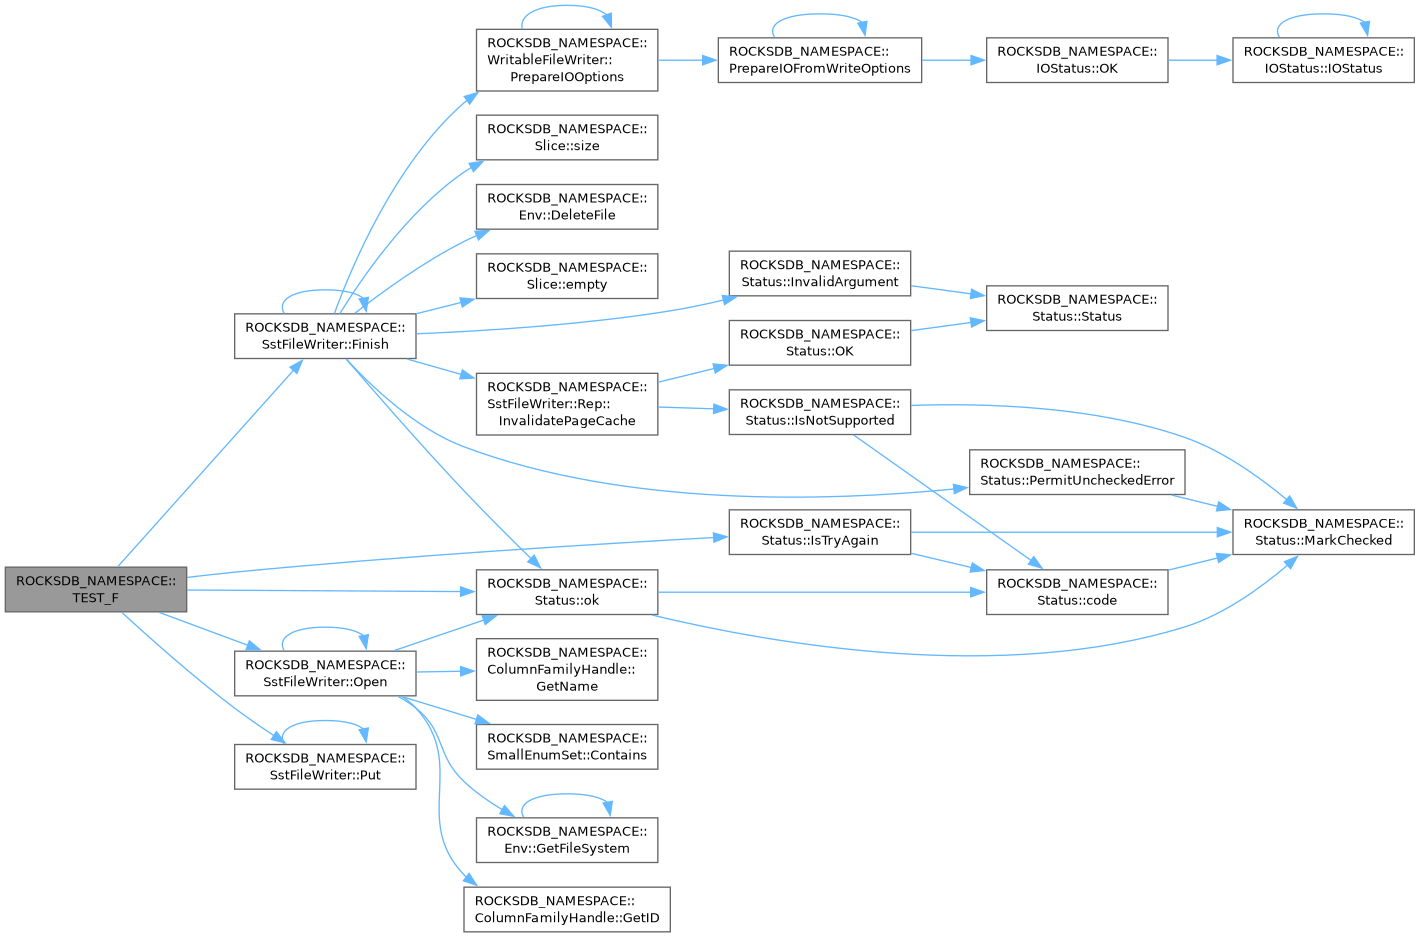 ROCKSDB_NAMESPACE::
TEST_F
ROCKSDB_NAMESPACE::
SstFileWriter::Finish
ROCKSDB_NAMESPACE::
WritableFileWriter::
PrepareIOOptions
ROCKSDB_NAMESPACE::
PrepareIOFromWriteOptions
ROCKSDB_NAMESPACE::
IOStatus::OK
ROCKSDB_NAMESPACE::
IOStatus::IOStatus
ROCKSDB_NAMESPACE::
Slice::size
ROCKSDB_NAMESPACE::
Env::DeleteFile
ROCKSDB_NAMESPACE::
Slice::empty
ROCKSDB_NAMESPACE::
Status::InvalidArgument
ROCKSDB_NAMESPACE::
Status::Status
ROCKSDB_NAMESPACE::
Status::OK
ROCKSDB_NAMESPACE::
SstFileWriter::Rep::
InvalidatePageCache
ROCKSDB_NAMESPACE::
Status::IsNotSupported
ROCKSDB_NAMESPACE::
Status::PermitUncheckedError
ROCKSDB_NAMESPACE::
Status::IsTryAgain
ROCKSDB_NAMESPACE::
Status::MarkChecked
ROCKSDB_NAMESPACE::
Status::ok
ROCKSDB_NAMESPACE::
Status::code
ROCKSDB_NAMESPACE::
SstFileWriter::Open
ROCKSDB_NAMESPACE::
ColumnFamilyHandle::
GetName
ROCKSDB_NAMESPACE::
SmallEnumSet::Contains
ROCKSDB_NAMESPACE::
SstFileWriter::Put
ROCKSDB_NAMESPACE::
Env::GetFileSystem
ROCKSDB_NAMESPACE::
ColumnFamilyHandle::GetID